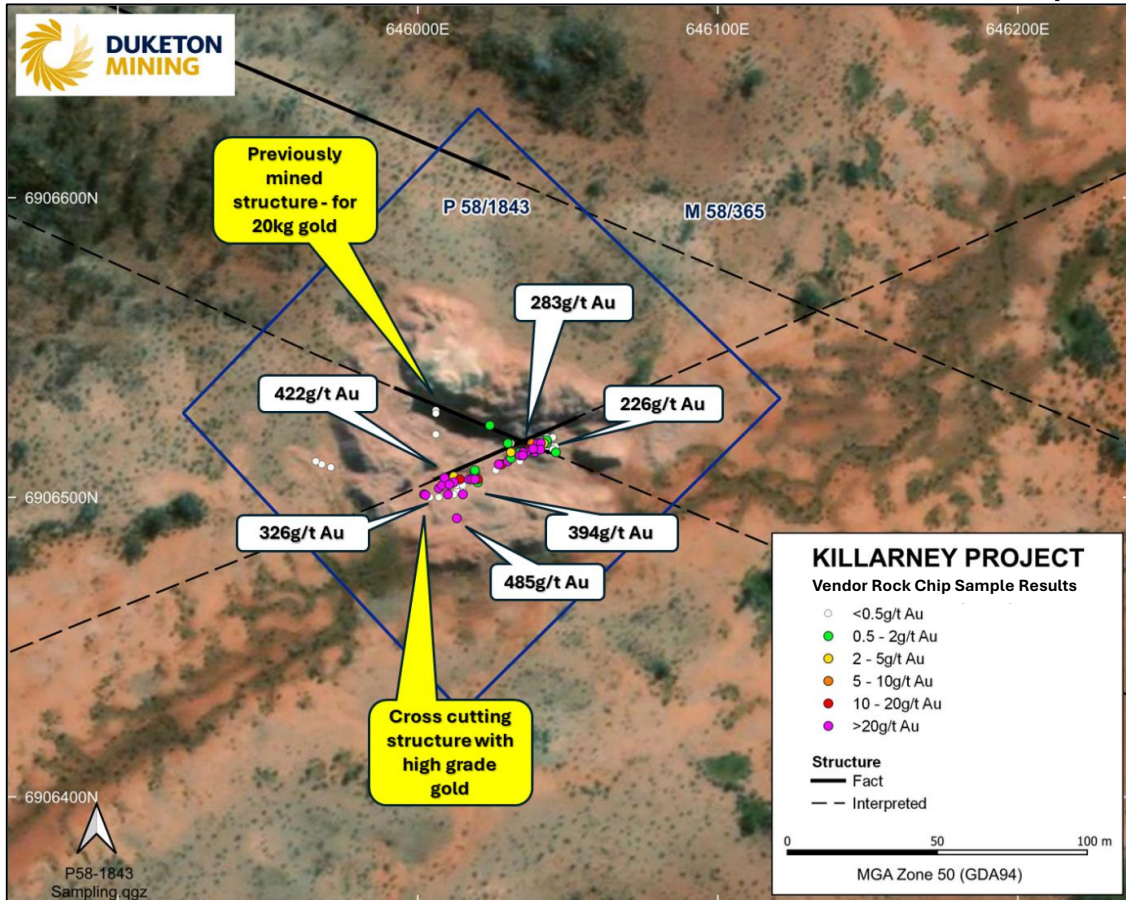 DUKETON
MINING
646000E
646100E
646200E
6906600N
6906500N
6906400N
P 58/1843
M 58/365
Previously
mined
structure - for
20kg gold
283g/t Au
422g/t Au
226g/t Au
326g/t Au
394g/t Au
485g/t Au
Cross cutting
structure with
high grade
gold
P58-1843
Sampling.qgz
KILLARNEY PROJECT
Vendor Rock Chip Sample Results
<0.5g/t Au
0.5 - 2g/t Au
2 - 5g/t Au
5 - 10g/t Au
10 - 20g/t Au
>20g/t Au
Structure
Fact
Interpreted
0 50 100 m
MGA Zone 50 (GDA94)